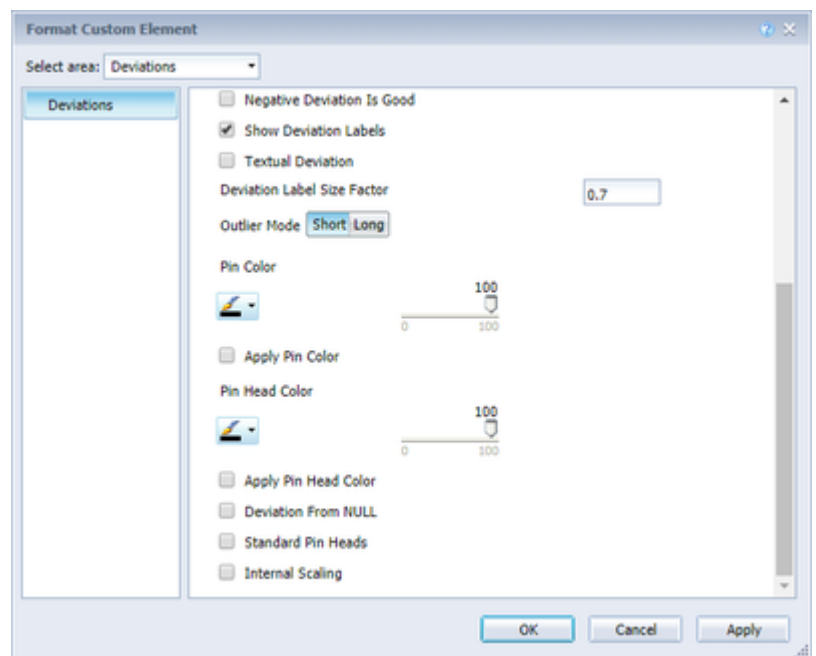 Format Custom Element
Select area: Deviations
Deviations
Negative Deviation Is Good
Show Deviation Labels
Textual Deviation
Deviation Label Size Factor 0.7
Outlier Mode Short Long
Pin Color
100
0 100
Apply Pin Color
Pin Head Color
100
0 100
Apply Pin Head Color
Deviation From NULL
Standard Pin Heads
Internal Scaling
OK Cancel Apply